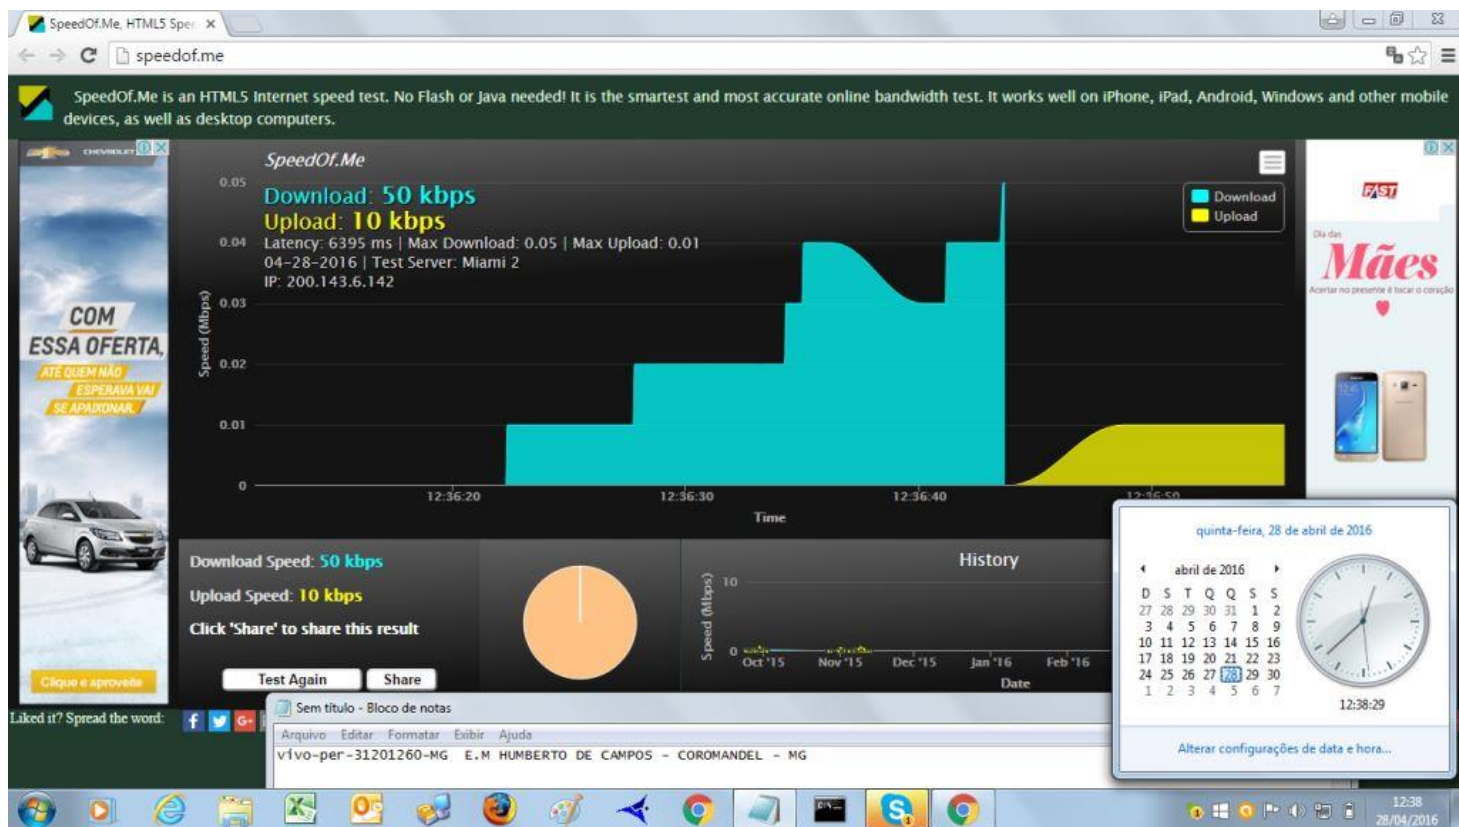 SpeedOf.Me, HTML5 Spe
speedof.me
SpeedOf.Me is an HTML5 Internet speed test. No Flash or Java needed! It is the smartest and most accurate online bandwidth test. It works well on iPhone, iPad, Android, Windows and other mobile
devices, as well as desktop computers.
CHEVROLET
COM
ESSA OFERTA,
ATÉ QUEM NÃO
ESPERAVA VAI
SE APAIXONAR.
Clique e aproveite
SpeedOf.Me
Download: 50 kbps
Upload: 10 kbps
Latency: 6395 ms | Max Download: 0.05 | Max Upload: 0.01
04-28-2016 | Test Server: Miami 2
IP: 200.143.6.142
Download
Upload
Speed (Mbps)
0.05
0.04
0.03
0.02
0.01
0
12:36:20 12:36:30 12:36:40 12:36:50
Time
FAST
Dia das
Mães
Acertar no presente é tocar o coração
Download Speed: 50 kbps
Upload Speed: 10 kbps
Click 'Share' to share this result
Test Again Share
History
Speed (Mbps)
10
0
Oct '15 Nov '15 Dec '15 Jan '16 Feb '16
Date
quinta-feira, 28 de abril de 2016
abril de 2016
D S T Q Q S S
27 28 29 30 31 1 2
3 4 5 6 7 8 9
10 11 12 13 14 15 16
17 18 19 20 21 22 23
24 25 26 27 28 29 30
1 2 3 4 5 6 7
12:38:29
Alterar configurações de data e hora...
Liked it? Spread the word:
Sem título - Bloco de notas
Arquivo Editar Formatar Exibir Ajuda
vivo-per-31201260-MG E.M HUMBERTO DE CAMPOS - COROMANDEL - MG
12:38
28/04/2016